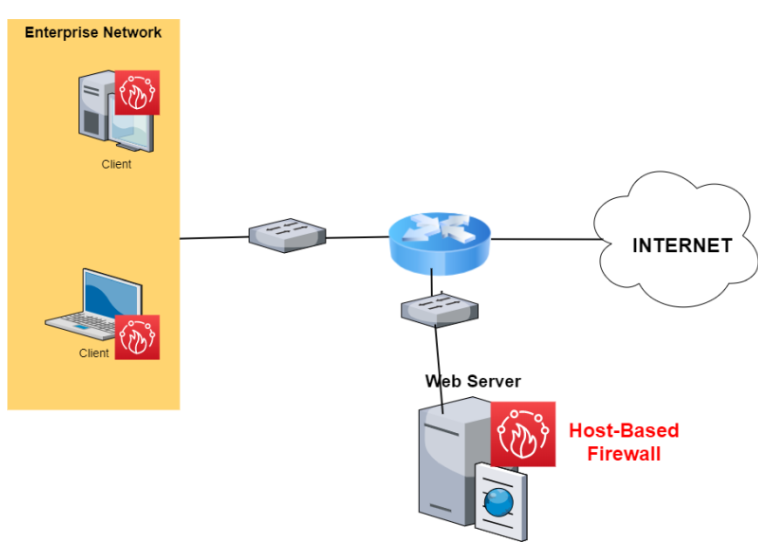 Enterprise Network
Client
Client
INTERNET
Web Server
Host-Based
Firewall